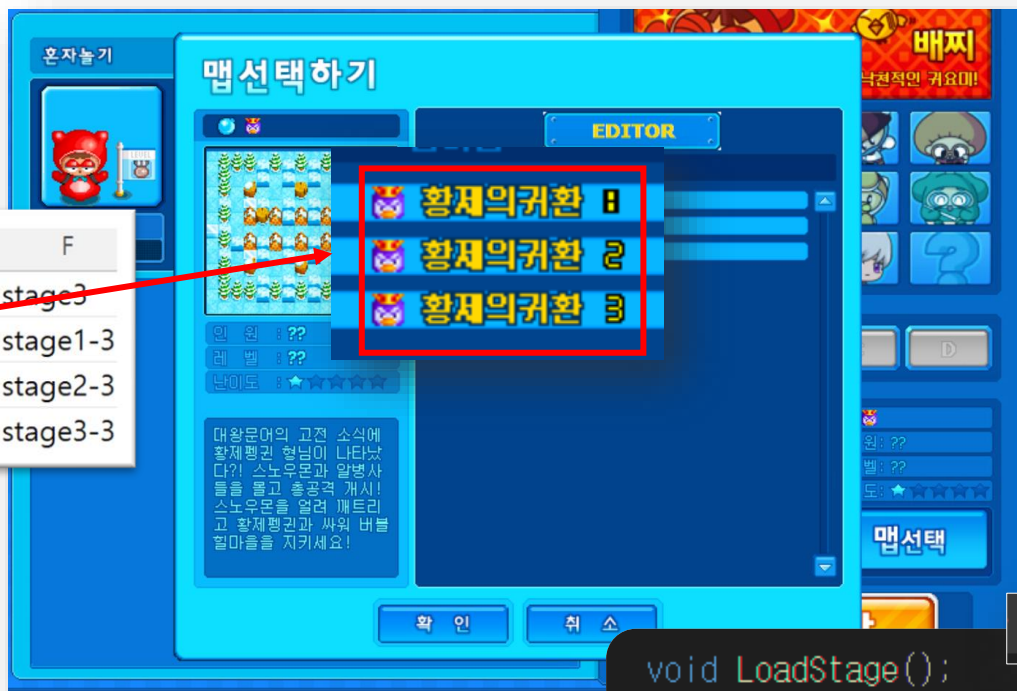 혼자놀기
맵선택하기
배찌
낙천적인 귀요미!
LEVEL
EDITOR
황제의귀환 1
황제의귀환 2
황제의귀환 3
F
stage3
stage1-3
stage2-3
stage3-3
인 원 : ??
레 벨 : ??
난이도 : ★☆☆☆☆
대왕문어의 고전 소식에
황제펭귄 형님이 나타났
다?! 스노우몬과 알병사
들을 몰고 총공격 개시!
스노우몬을 얼려 깨트리
고 황제펭귄과 싸워 버블
힐마을을 지키세요!
D
원 : ??
벨 : ??
도 : ★☆☆☆☆
맵선택
확 인
취 소
void LoadStage();